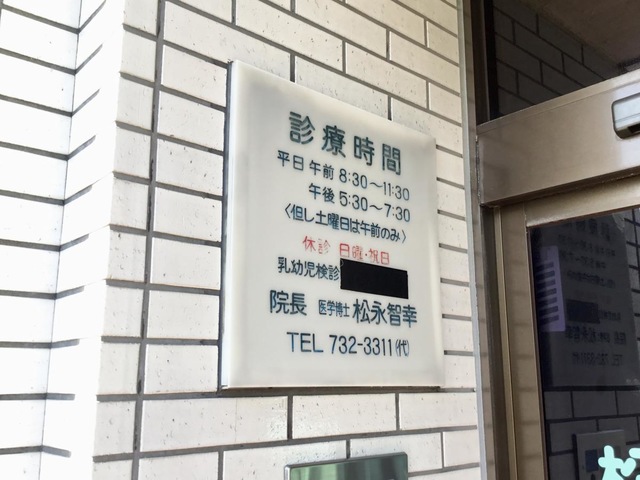 診療時間
平日 午前 8:30〜11:30
午後 5:30〜7:30
〈但し土曜日は午前のみ〉
休診 日曜・祝日
乳幼児検診
院長 医学博士 松永智幸
TEL 732-3311(代)